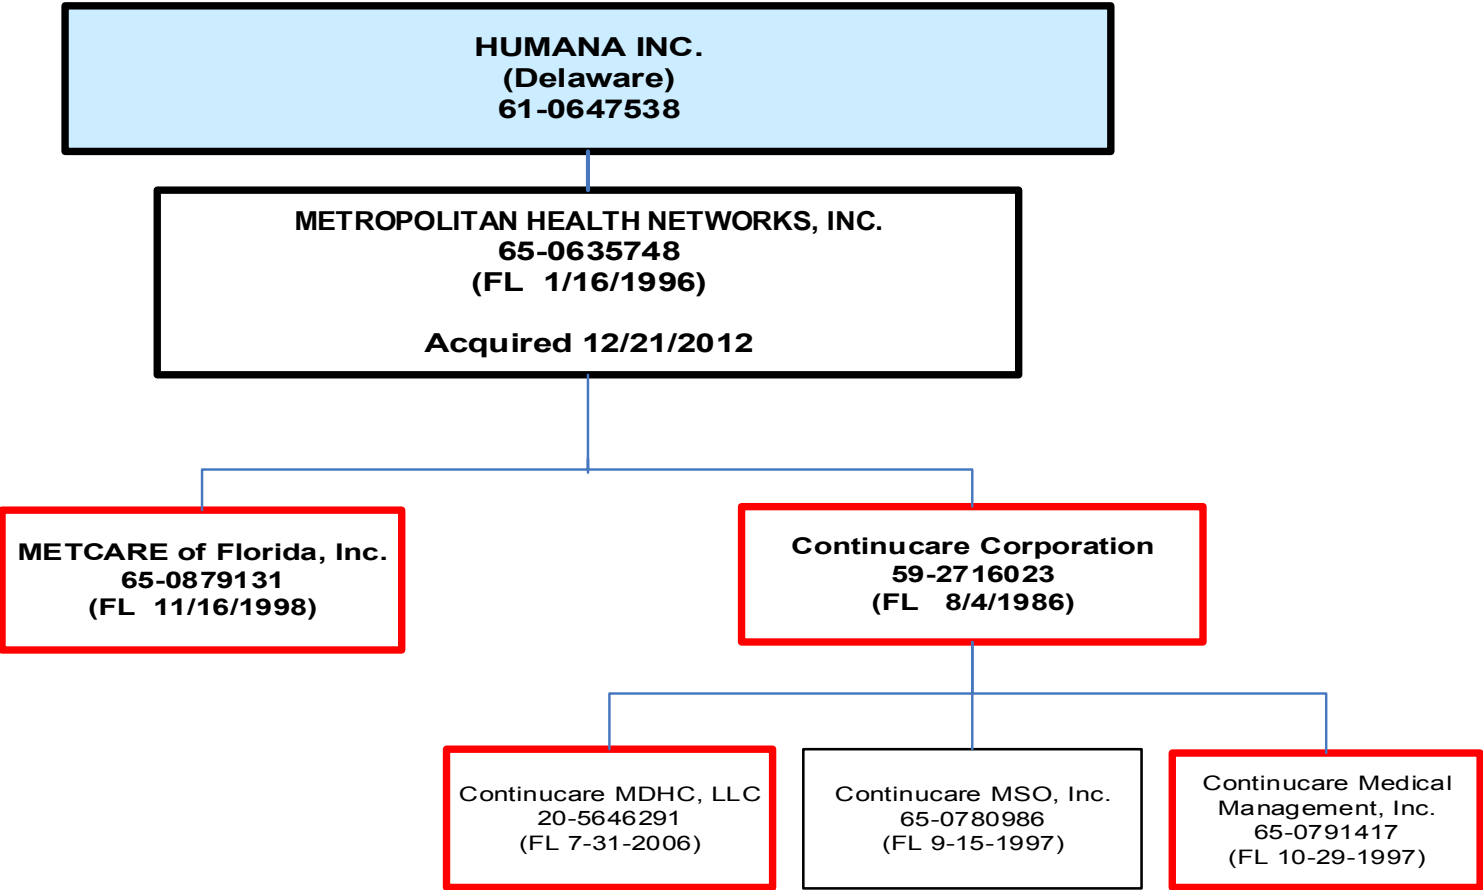 HUMANA INC.
(Delaware)
61-0647538
METROPOLITAN HEALTH NETWORKS, INC.
65-0635748
(FL 1/16/1996)
Acquired 12/21/2012
METCARE of Florida, Inc.
65-0879131
(FL 11/16/1998)
Continucare Corporation
59-2716023
(FL 8/4/1986)
Continucare MDHC, LLC
20-5646291
(FL 7-31-2006)
Continucare MSO, Inc.
65-0780986
(FL 9-15-1997)
Continucare Medical
Management, Inc.
65-0791417
(FL 10-29-1997)